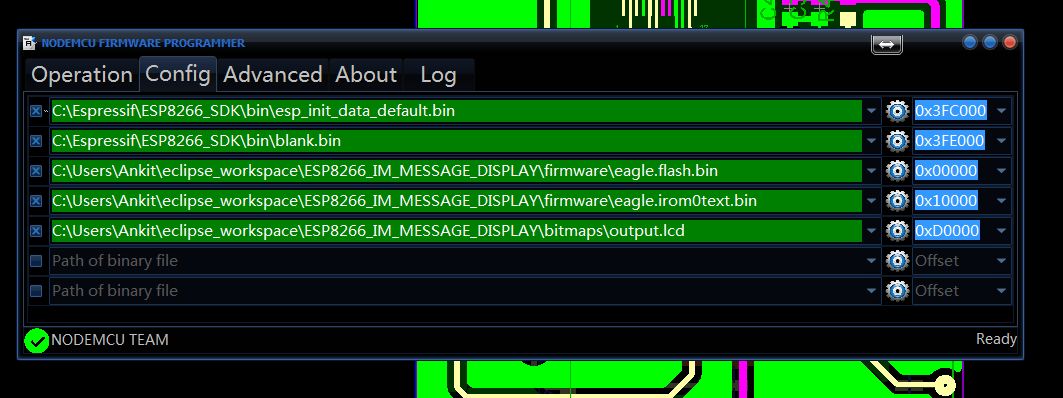 NODEMCU FIRMWARE PROGRAMMER
Operation Config Advanced About Log
C:\Espressif\ESP8266_SDK\bin\esp_init_data_default.bin 0x3FC000
C:\Espressif\ESP8266_SDK\bin\blank.bin 0x3FE000
C:\Users\Ankit\eclipse_workspace\ESP8266_IM_MESSAGE_DISPLAY\firmware\eagle.flash.bin 0x00000
C:\Users\Ankit\eclipse_workspace\ESP8266_IM_MESSAGE_DISPLAY\firmware\eagle.irom0text.bin 0x10000
C:\Users\Ankit\eclipse_workspace\ESP8266_IM_MESSAGE_DISPLAY\bitmaps\output.lcd 0xD0000
Path of binary file Offset
Path of binary file Offset
NODEMCU TEAM Ready